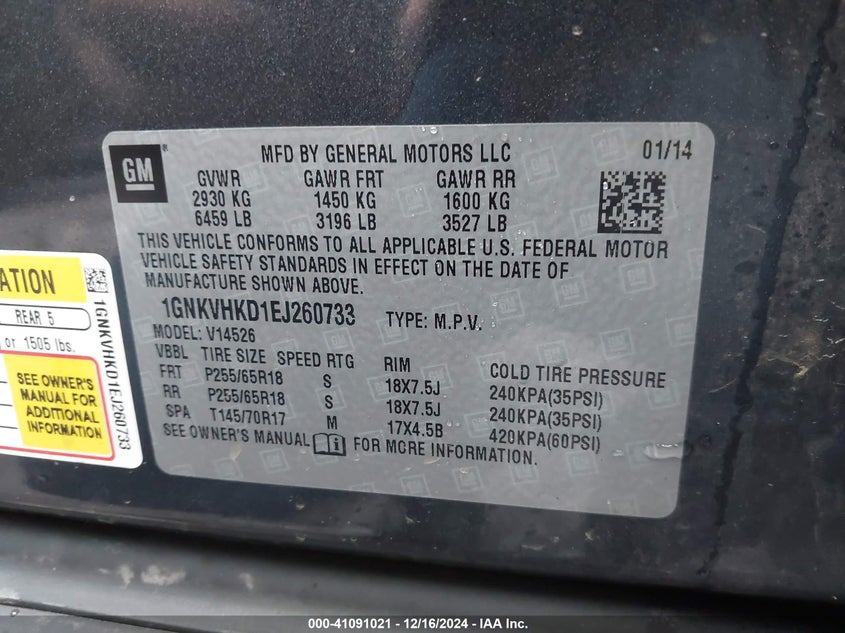 GM
MFD BY GENERAL MOTORS LLC
01/14
GVWR GAWR FRT GAWR RR
2930 KG 1450 KG 1600 KG
6459 LB 3196 LB 3527 LB
THIS VEHICLE CONFORMS TO ALL APPLICABLE U.S. FEDERAL MOTOR
VEHICLE SAFETY STANDARDS IN EFFECT ON THE DATE OF
MANUFACTURE SHOWN ABOVE.
1GNKVHKD1EJ260733 TYPE: M.P.V.
MODEL: V14526
VBBL TIRE SIZE SPEED RTG RIM COLD TIRE PRESSURE
FRT P255/65R18 S 18X7.5J 240KPA(35PSI)
RR P255/65R18 S 18X7.5J 240KPA(35PSI)
SPA T145/70R17 M 17X4.5B 420KPA(60PSI)
SEE OWNER'S MANUAL FOR MORE INFORMATION.
ATION
REAR 5
or 1505 lbs.
SEE OWNER'S
MANUAL FOR
ADDITIONAL
INFORMATION
1GNKVHKD1EJ260733
000-41091021 - 12/16/2024 - IAA Inc.